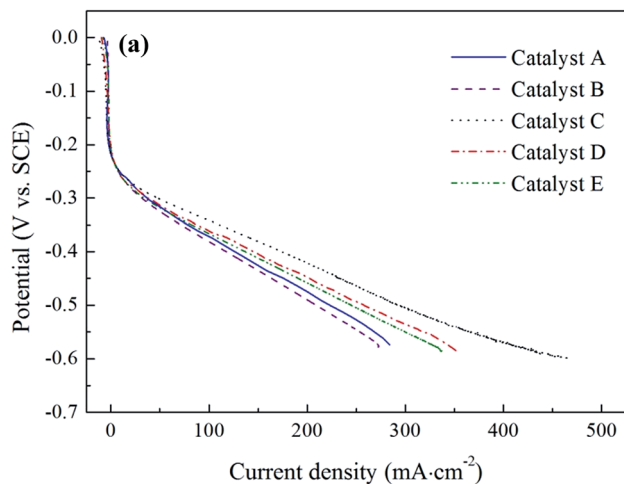 (a)
Catalyst A
Catalyst B
Catalyst C
Catalyst D
Catalyst E
0.0
-0.1
-0.2
-0.3
-0.4
-0.5
-0.6
-0.7
Potential (V vs. SCE)
0 100 200 300 400 500
Current density (mA·cm⁻²)